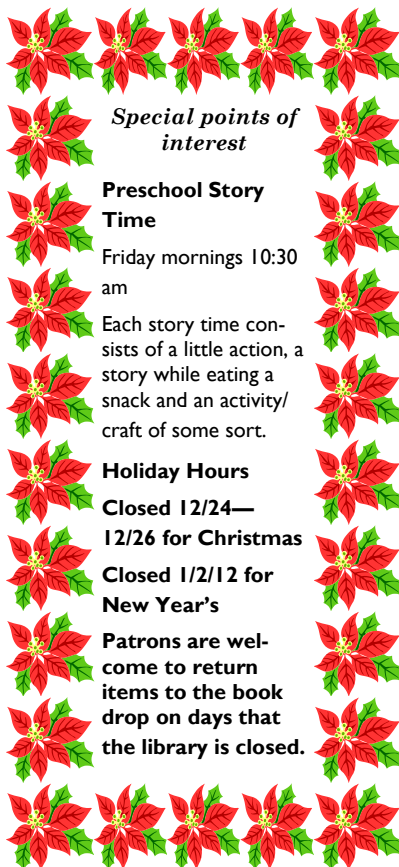 Special points of
interest
Preschool Story
Time
Friday mornings 10:30
am
Each story time con-
sists of a little action, a
story while eating a
snack and an activity/
craft of some sort.
Holiday Hours
Closed 12/24—
12/26 for Christmas
Closed 1/2/12 for
New Year’s
Patrons are wel-
come to return
items to the book
drop on days that
the library is closed.